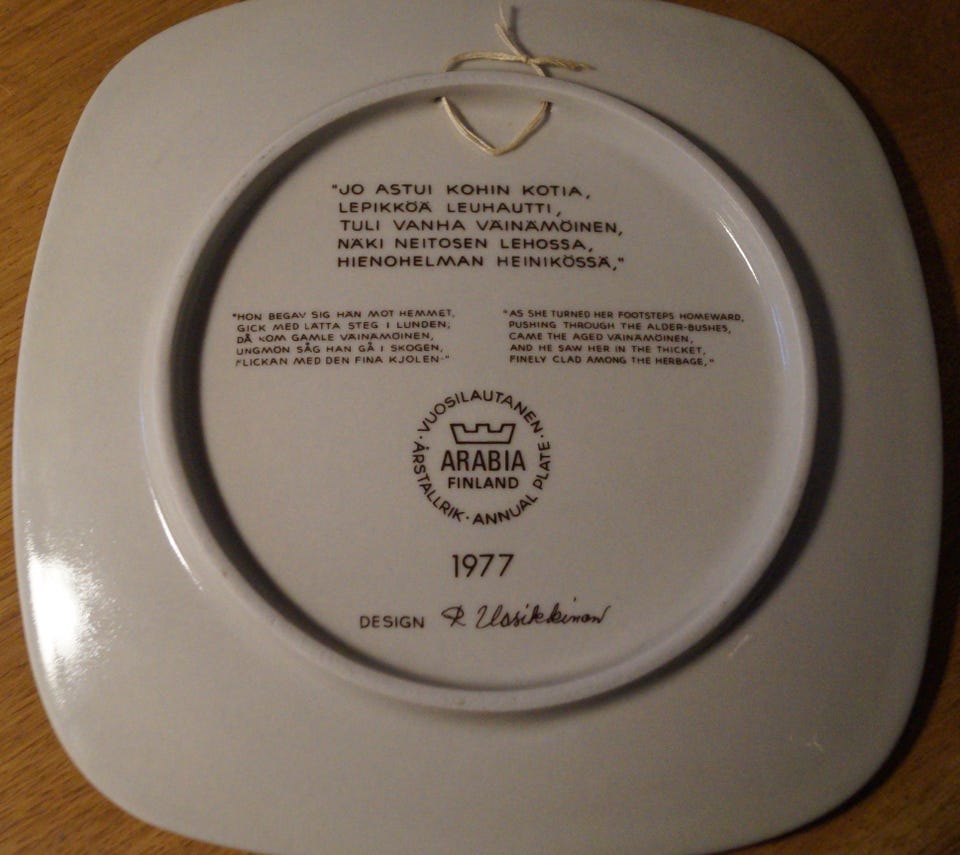 "JO ASTUI KOHIN KOTIA,
LEPIKKÖÄ LEUHAUTTI,
TULI VANHA VÄINÄMÖINEN,
NÄKI NEITOSEN LEHOSSA,
HIENOHELMAN HEINIKÖSSÄ,"
"HON BEGAV SIG HÄN MOT HEMMET,
GICK MED LÄTTA STEG I LUNDEN;
DÅ KOM GAMLE VÄINÄMÖINEN,
UNGMÖN SÅG HAN GÅ I SKOGEN,
FLICKAN MED DEN FINA KJOLEN·"
"AS SHE TURNED HER FOOTSTEPS HOMEWARD,
PUSHING THROUGH THE ALDER-BUSHES,
CAME THE AGED VÄINÄMÖINEN,
AND HE SAW HER IN THE THICKET,
FINELY CLAD AMONG THE HERBAGE,"
· VUOSILAUTANEN ·
ARABIA
FINLAND
ÅRSTALLRIK · ANNUAL PLATE
1977
DESIGN R Uosikkinen